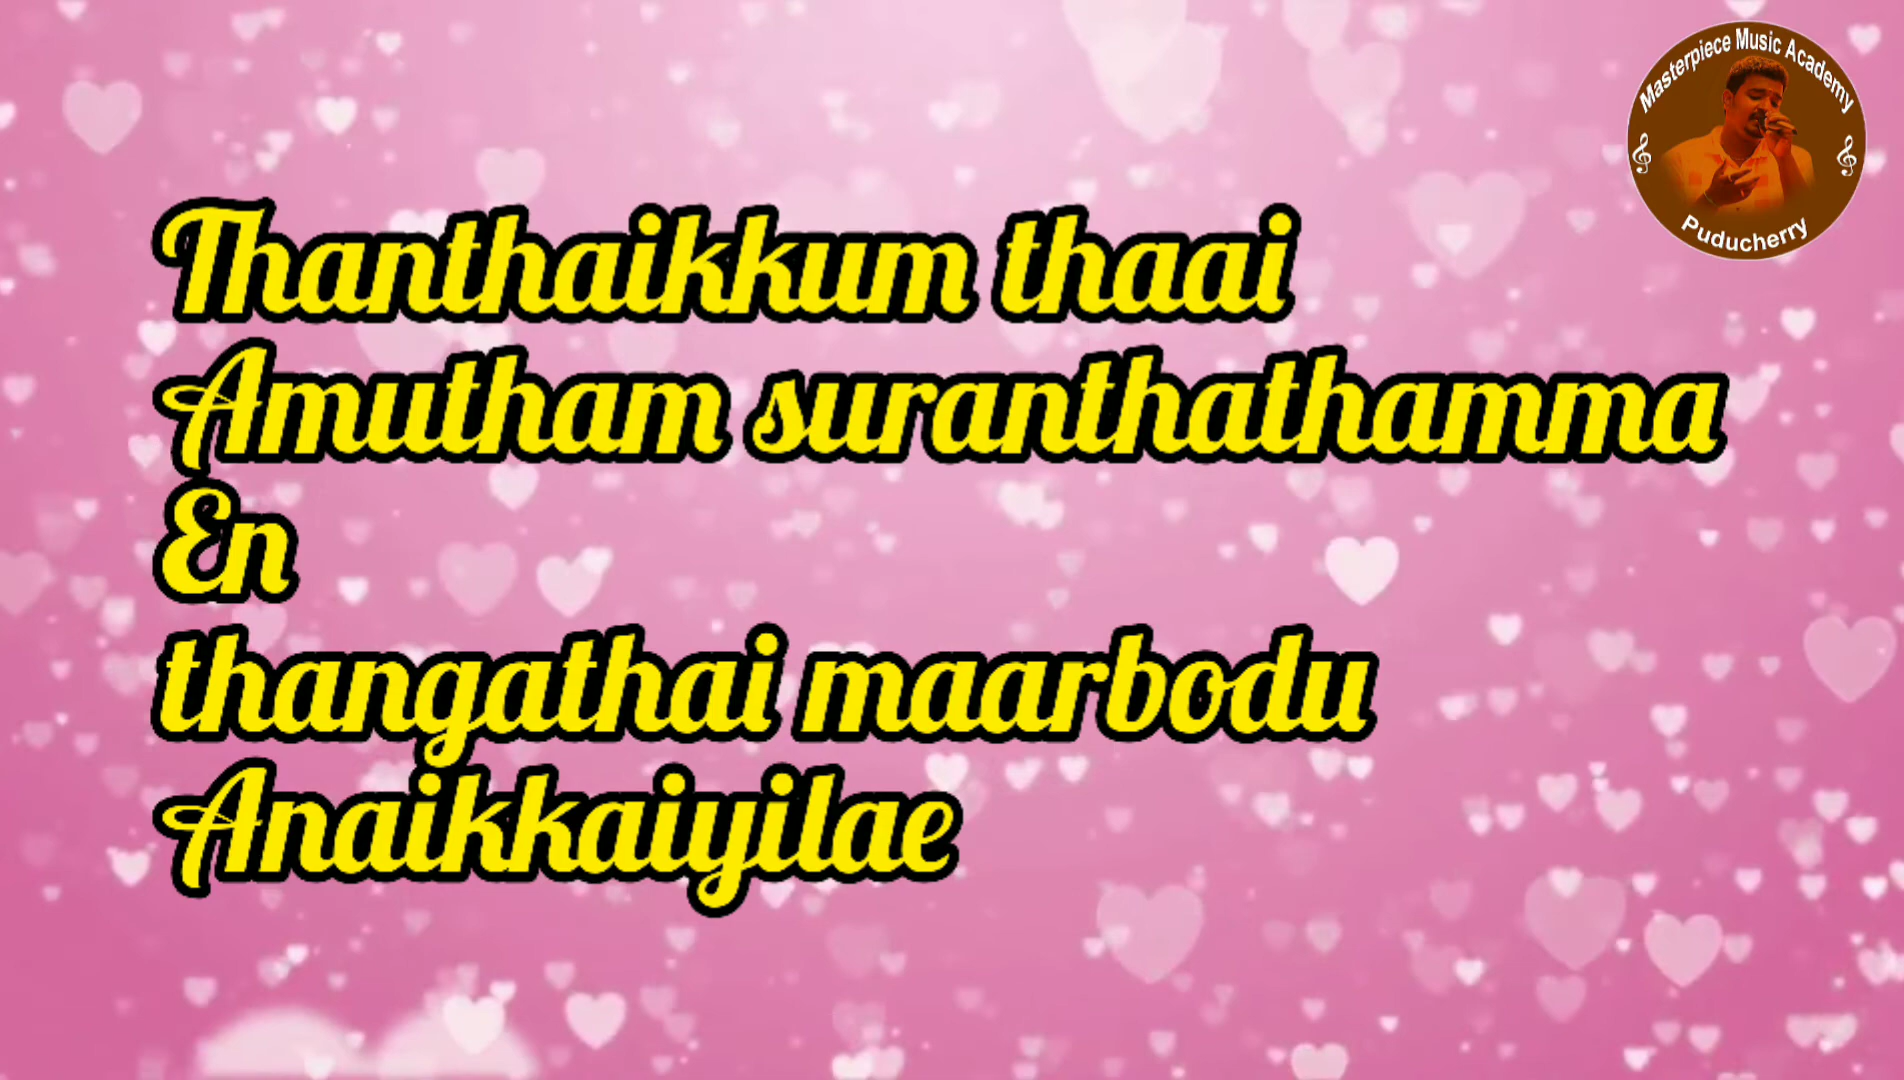 Masterpiece Music Academy
Puducherry
Thanthaikkum thaai
Amutham suranthathamma
En
thangathai maarbodu
Anaikkaiyilae